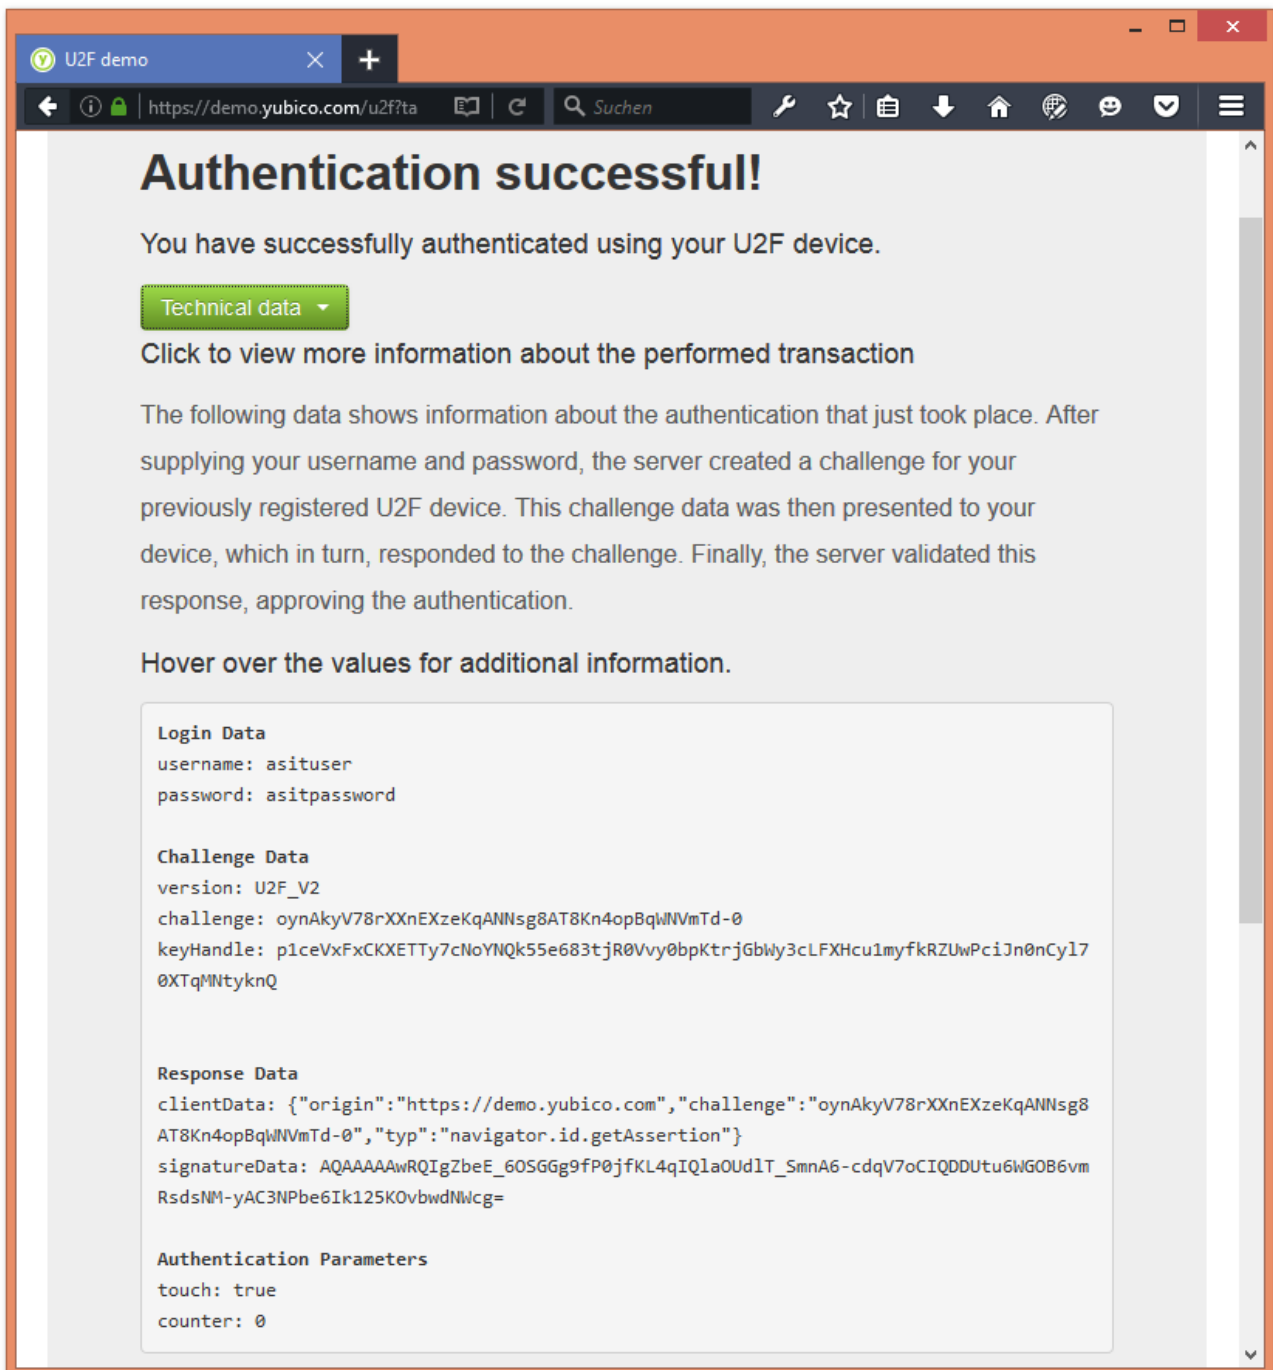 U2F demo
https://demo.yubico.com/u2f?ta
Suchen
Authentication successful!
You have successfully authenticated using your U2F device.
Technical data
Click to view more information about the performed transaction
The following data shows information about the authentication that just took place. After
supplying your username and password, the server created a challenge for your
previously registered U2F device. This challenge data was then presented to your
device, which in turn, responded to the challenge. Finally, the server validated this
response, approving the authentication.
Hover over the values for additional information.
Login Data
username: asituser
password: asitpassword
Challenge Data
version: U2F_V2
challenge: oynAkyV78rXXnEXzeKqANNsg8AT8Kn4opBqWNVmTd-0
keyHandle: p1ceVxFxCKXETTy7cNoYNQk55e683tjR0Vvy0bpKtrjGbWy3cLFXHcu1myfkRZUwPciJn0nCyl7
0XTqMNtyknQ
Response Data
clientData: {"origin":"https://demo.yubico.com","challenge":"oynAkyV78rXXnEXzeKqANNsg8
AT8Kn4opBqWNVmTd-0","typ":"navigator.id.getAssertion"}
signatureData: AQAAAAAwRQIgZbeE_6OSGGg9fP0jfKL4qIQlaOUdlT_SmnA6-cdqV7oCIQDDUtu6WGOB6vm
RsdsNM-yAC3NPbe6Ik125KOvbwdNWcg=
Authentication Parameters
touch: true
counter: 0